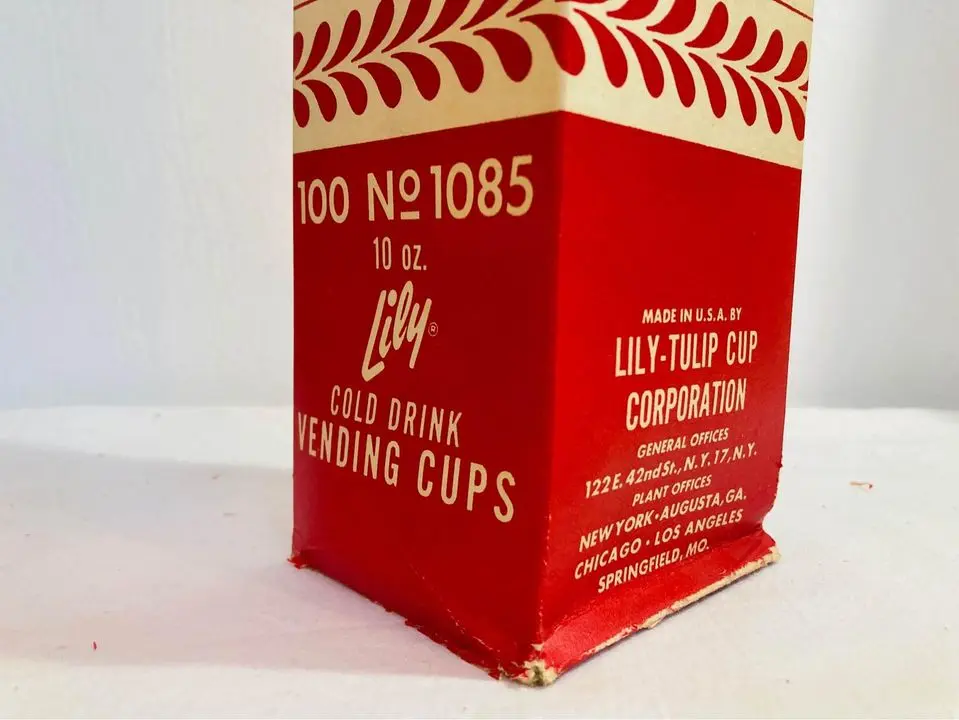 100 No 1085
10 oz.
Lily®
COLD DRINK
VENDING CUPS
MADE IN U.S.A. BY
LILY-TULIP CUP
CORPORATION
GENERAL OFFICES
122 E. 42nd St., N.Y. 17, N.Y.
PLANT OFFICES
NEW YORK • AUGUSTA, GA.
CHICAGO • LOS ANGELES
SPRINGFIELD, MO.